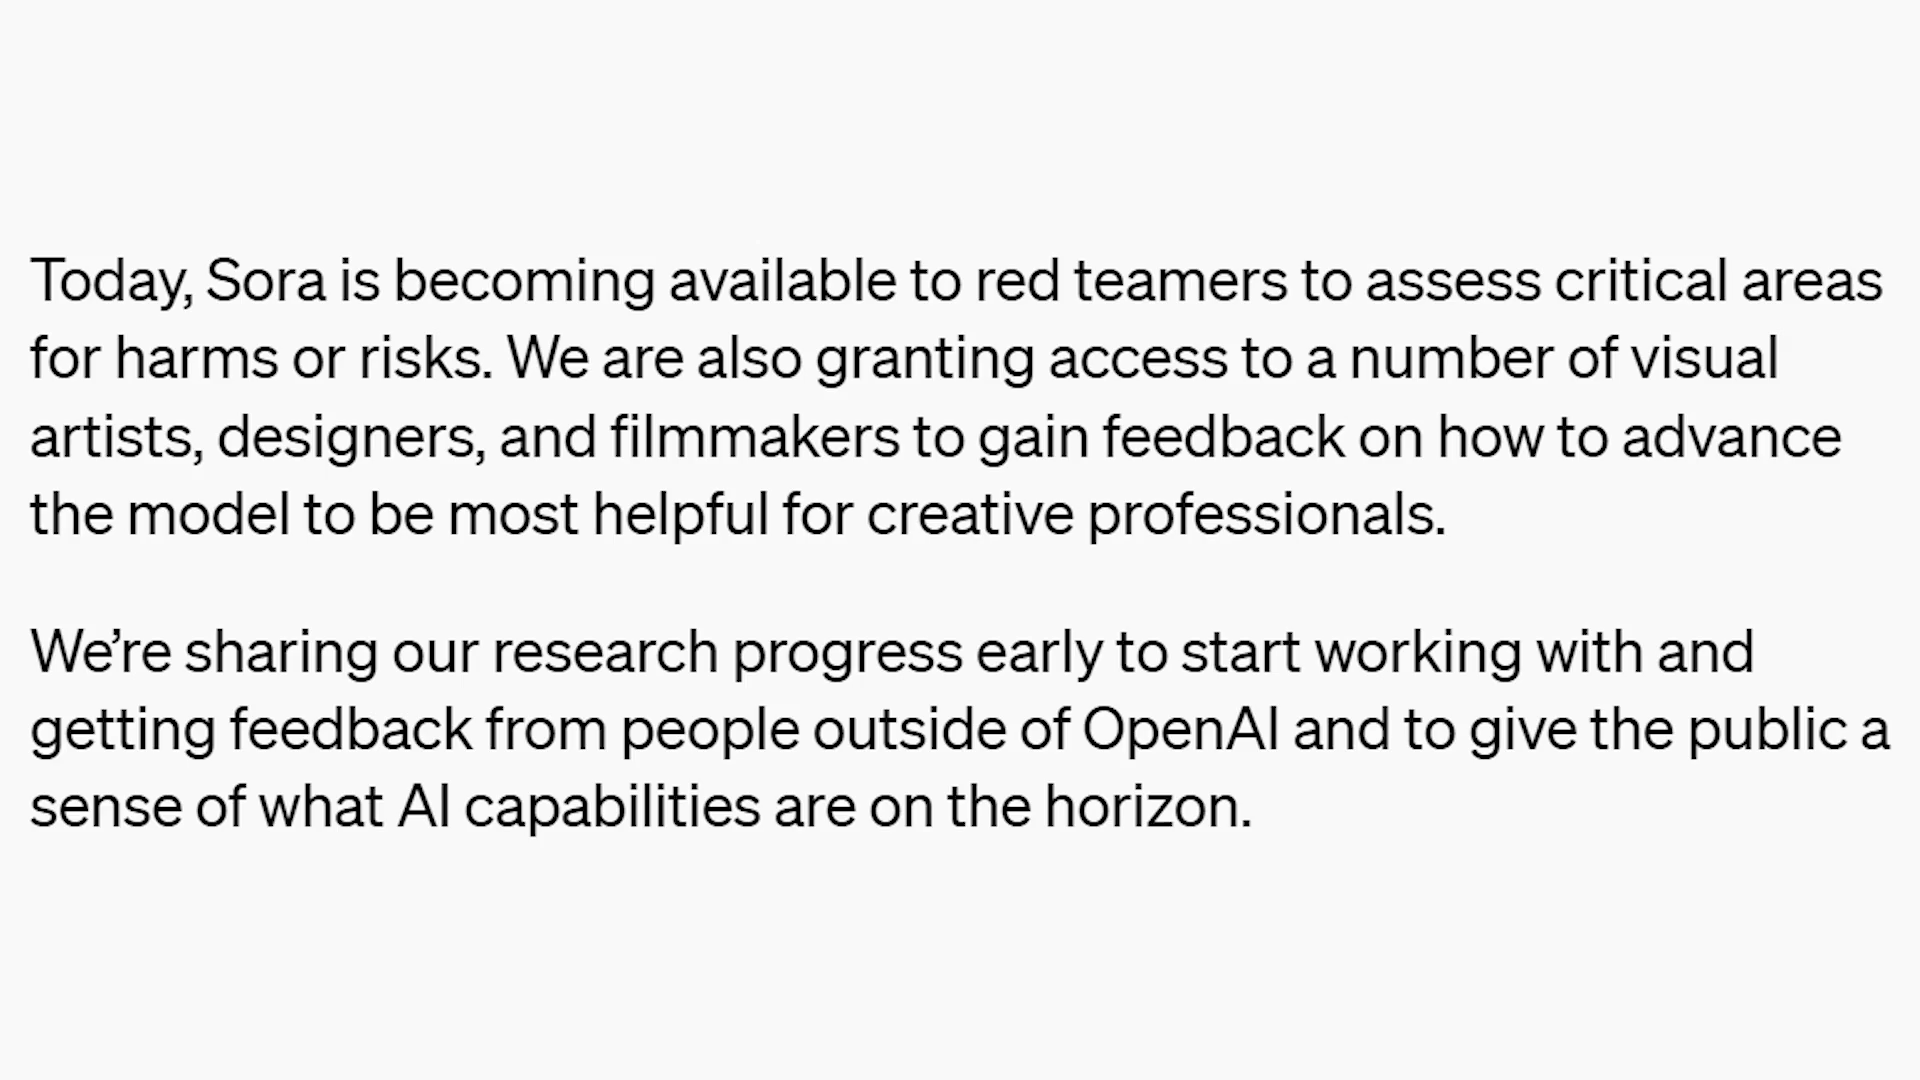 Today, Sora is becoming available to red teamers to assess critical areas
for harms or risks. We are also granting access to a number of visual
artists, designers, and filmmakers to gain feedback on how to advance
the model to be most helpful for creative professionals.
We’re sharing our research progress early to start working with and
getting feedback from people outside of OpenAI and to give the public a
sense of what AI capabilities are on the horizon.